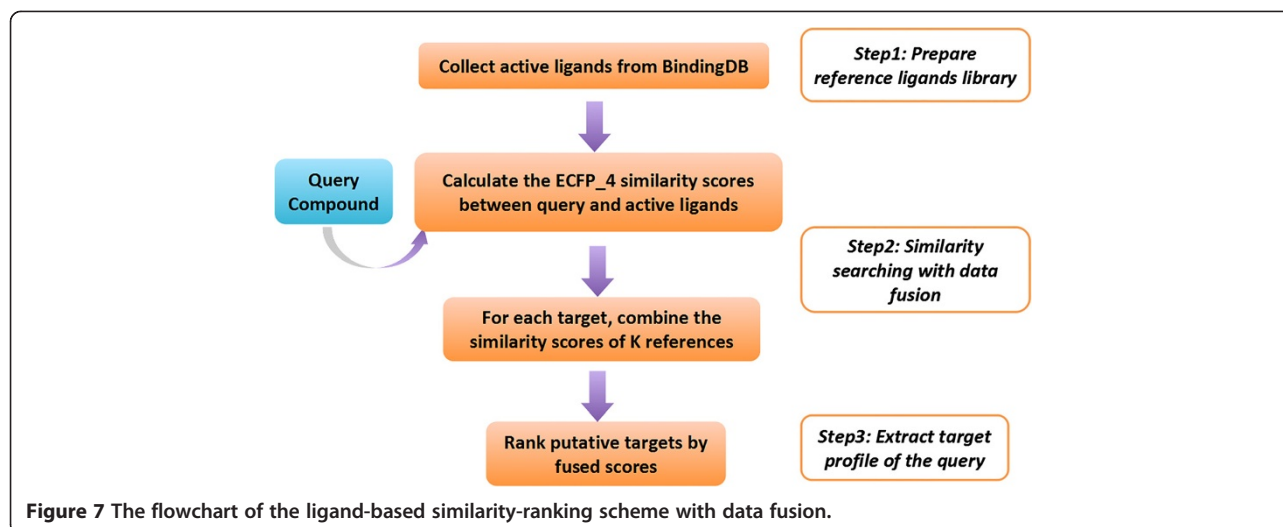 Collect active ligands from BindingDB
Step1: Prepare
reference ligands library
Query
Compound
Calculate the ECFP_4 similarity scores
between query and active ligands
Step2: Similarity
searching with data
fusion
For each target, combine the
similarity scores of K references
Rank putative targets by
fused scores
Step3: Extract target
profile of the query
Figure 7 The flowchart of the ligand-based similarity-ranking scheme with data fusion.